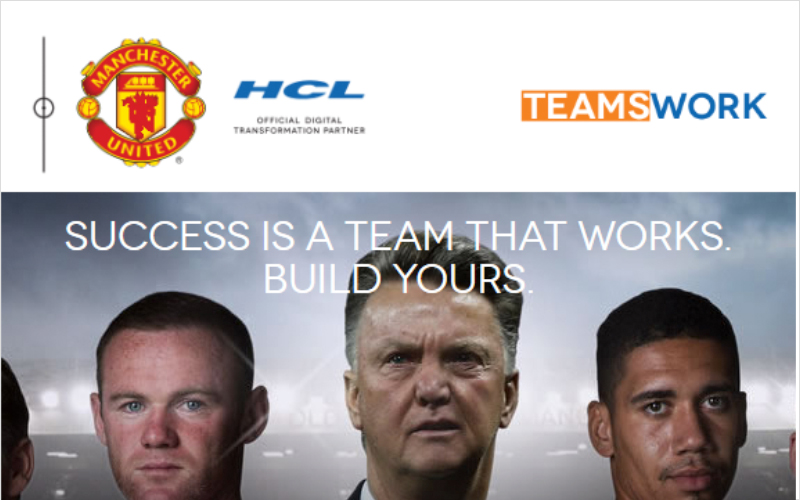 MANCHESTER
UNITED
®
HCL
OFFICIAL DIGITAL
TRANSFORMATION PARTNER
TEAMSWORK
SUCCESS IS A TEAM THAT WORKS.
BUILD YOURS.